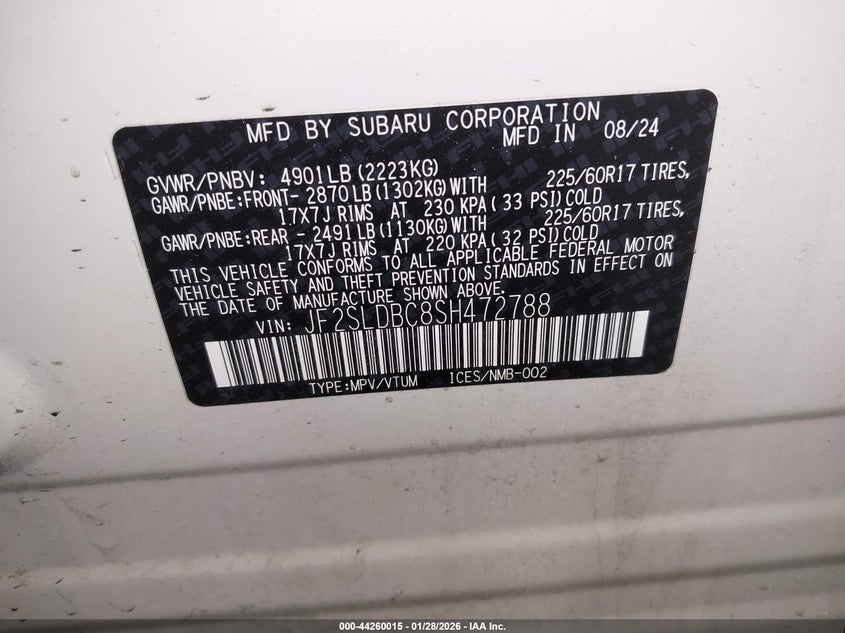 MFD BY SUBARU CORPORATION
MFD IN 08/24
GVWR/PNBV: 4901LB(2223KG)
GAWR/PNBE:FRONT- 2870LB(1302KG)WITH 225/60R17 TIRES,
17X7J RIMS AT 230 KPA( 33 PSI)COLD
GAWR/PNBE:REAR - 2491LB(1130KG)WITH 225/60R17 TIRES,
17X7J RIMS AT 220 KPA( 32 PSI)COLD
THIS VEHICLE CONFORMS TO ALL APPLICABLE FEDERAL MOTOR
VEHICLE SAFETY AND THEFT PREVENTION STANDARDS IN EFFECT ON
THE DATE OF MANUFACTURE SHOWN ABOVE.
VIN: JF2SLDBC8SH472788
TYPE:MPV/VTUM ICES/NMB-002
000-44260015 - 01/28/2026 - IAA Inc.